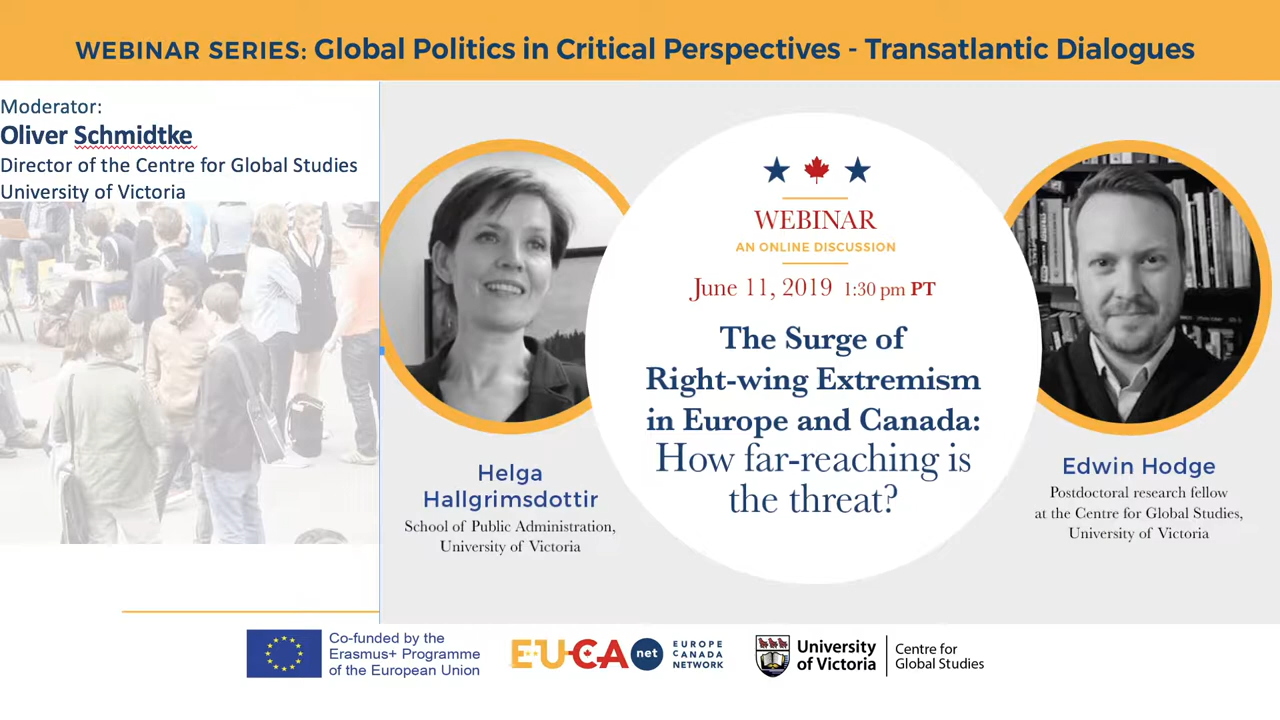 WEBINAR SERIES: Global Politics in Critical Perspectives - Transatlantic Dialogues
Moderator:
Oliver Schmidtke
Director of the Centre for Global Studies
University of Victoria
WEBINAR
AN ONLINE DISCUSSION
June 11, 2019 1:30 pm PT
The Surge of
Right-wing Extremism
in Europe and Canada:
How far-reaching is
the threat?
Helga
Hallgrimsdottir
School of Public Administration,
University of Victoria
Edwin Hodge
Postdoctoral research fellow
at the Centre for Global Studies,
University of Victoria
Co-funded by the
Erasmus+ Programme
of the European Union
EU-CA net
EUROPE
CANADA
NETWORK
University
of Victoria
Centre for
Global Studies